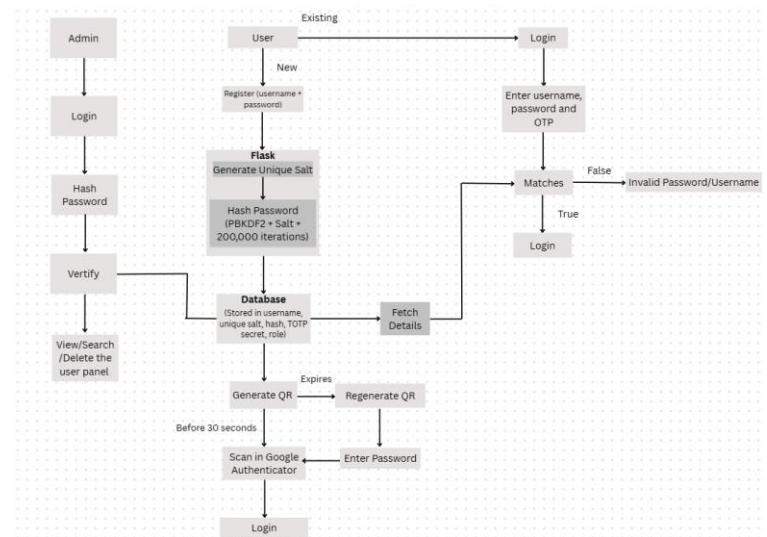 Existing
Admin
User
Login
New
Register (username +
password)
Login
Enter username,
password and
OTP
Flask
Generate Unique Salt
Hash
Password
Matches
False
Invalid Password/Username
Hash Password
(PBKDF2 + Salt +
200,000 iterations)
True
Login
Vertify
Database
(Stored in username,
unique salt, hash, TOTP
secret, role)
Fetch
Details
View/Search
/Delete the
user panel
Expires
Generate QR
Regenerate QR
Before 30 seconds
Scan in Google
Authenticator
Enter Password
Login